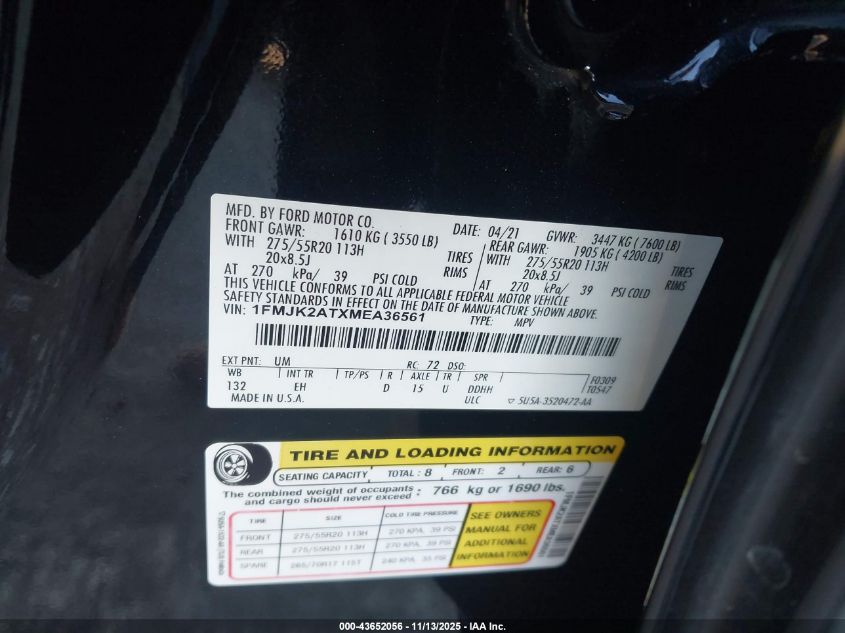 MFD. BY FORD MOTOR CO.
DATE: 04/21 GVWR: 3447 KG ( 7600 LB)
FRONT GAWR: 1610 KG ( 3550 LB) REAR GAWR: 1905 KG ( 4200 LB)
WITH 275/55R20 113H TIRES WITH 275/55R20 113H TIRES
20x8.5J RIMS 20x8.5J RIMS
AT 270 kPa/ 39 PSI COLD AT 270 kPa/ 39 PSI COLD
THIS VEHICLE CONFORMS TO ALL APPLICABLE FEDERAL MOTOR VEHICLE
SAFETY STANDARDS IN EFFECT ON THE DATE OF MANUFACTURE SHOWN ABOVE.
VIN: 1FMJK2ATXMEA36561 TYPE: MPV
EXT PNT: UM RC: 72 DSO:
WB INT TR TP/PS R AXLE TR SPR F0309
132 EH D 15 U DDHH T0547
MADE IN U.S.A. ULC ▽ 5U5A-3520472-AA
TIRE AND LOADING INFORMATION
SEATING CAPACITY TOTAL : 8 FRONT: 2 REAR: 6
The combined weight of occupants and cargo should never exceed : 766 kg or 1690 lbs.
TIRE SIZE COLD TIRE PRESSURE
FRONT 275/55R20 113H 270 KPA, 39 PSI
REAR 275/55R20 113H 270 KPA, 39 PSI
SPARE 265/70R17 115T 240 KPA, 35 PSI
SEE OWNERS
MANUAL FOR
ADDITIONAL
INFORMATION
000-43652056 - 11/13/2025 - IAA Inc.